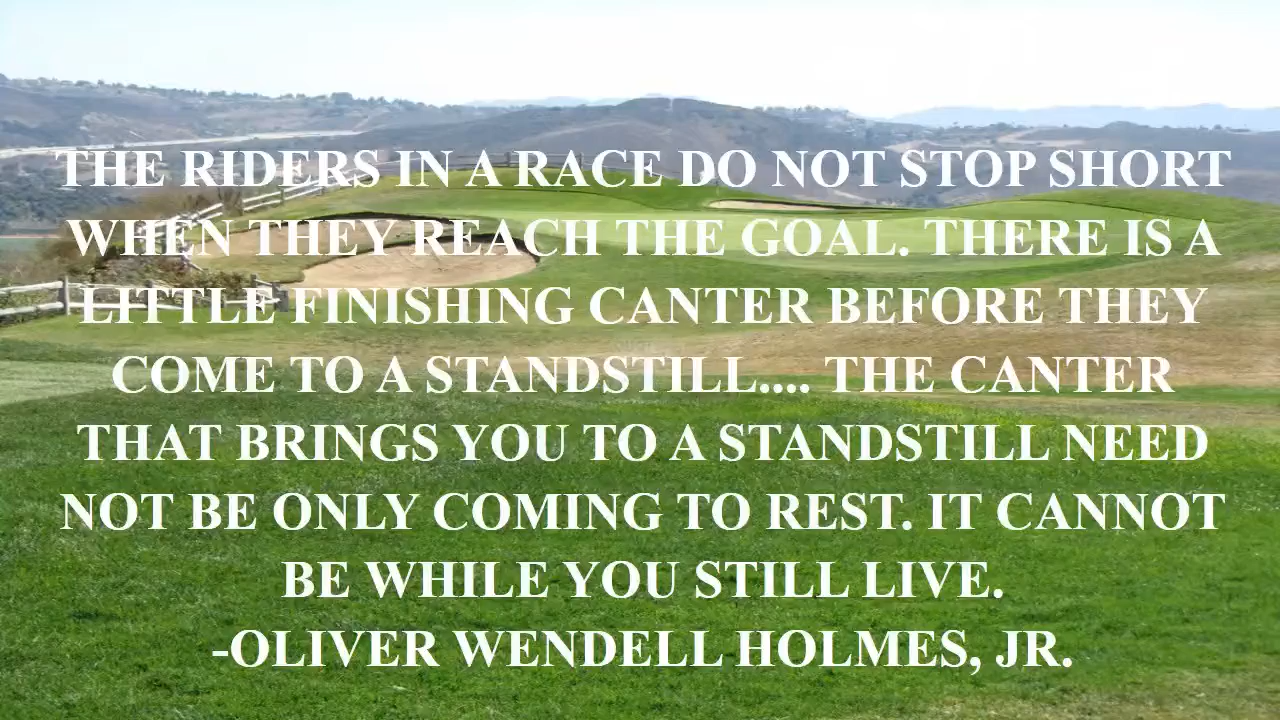 THE RIDERS IN A RACE DO NOT STOP SHORT
WHEN THEY REACH THE GOAL. THERE IS A
LITTLE FINISHING CANTER BEFORE THEY
COME TO A STANDSTILL.... THE CANTER
THAT BRINGS YOU TO A STANDSTILL NEED
NOT BE ONLY COMING TO REST. IT CANNOT
BE WHILE YOU STILL LIVE.
-OLIVER WENDELL HOLMES, JR.